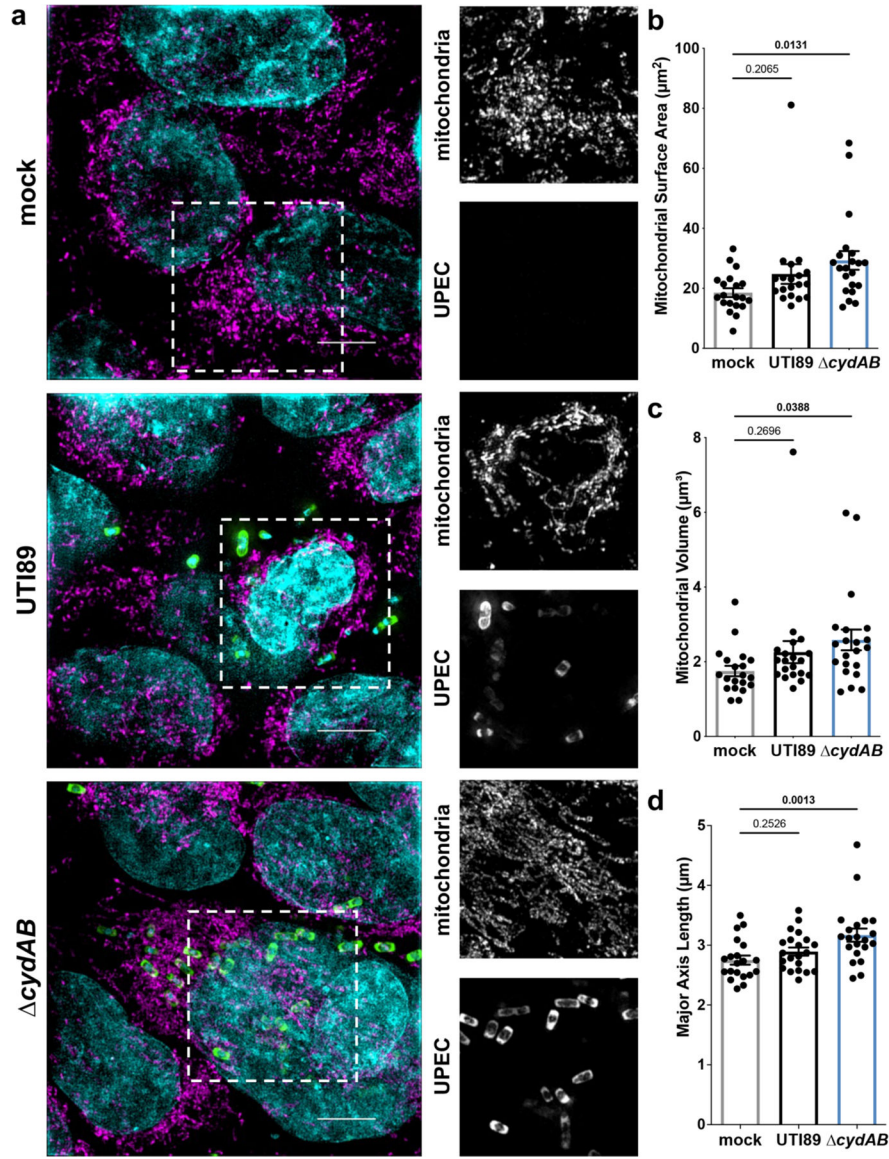 a
mock
mitochondria
UPEC
UTI89
mitochondria
UPEC
ΔcydAB
mitochondria
UPEC
b
Mitochondrial Surface Area (µm²)
100
80
60
40
20
0
0.0131
0.2065
mock UTI89 ΔcydAB
c
Mitochondrial Volume (µm³)
8
6
4
2
0
0.0388
0.2696
mock UTI89 ΔcydAB
d
Major Axis Length (µm)
5
4
3
2
1
0
0.0013
0.2526
mock UTI89 ΔcydAB